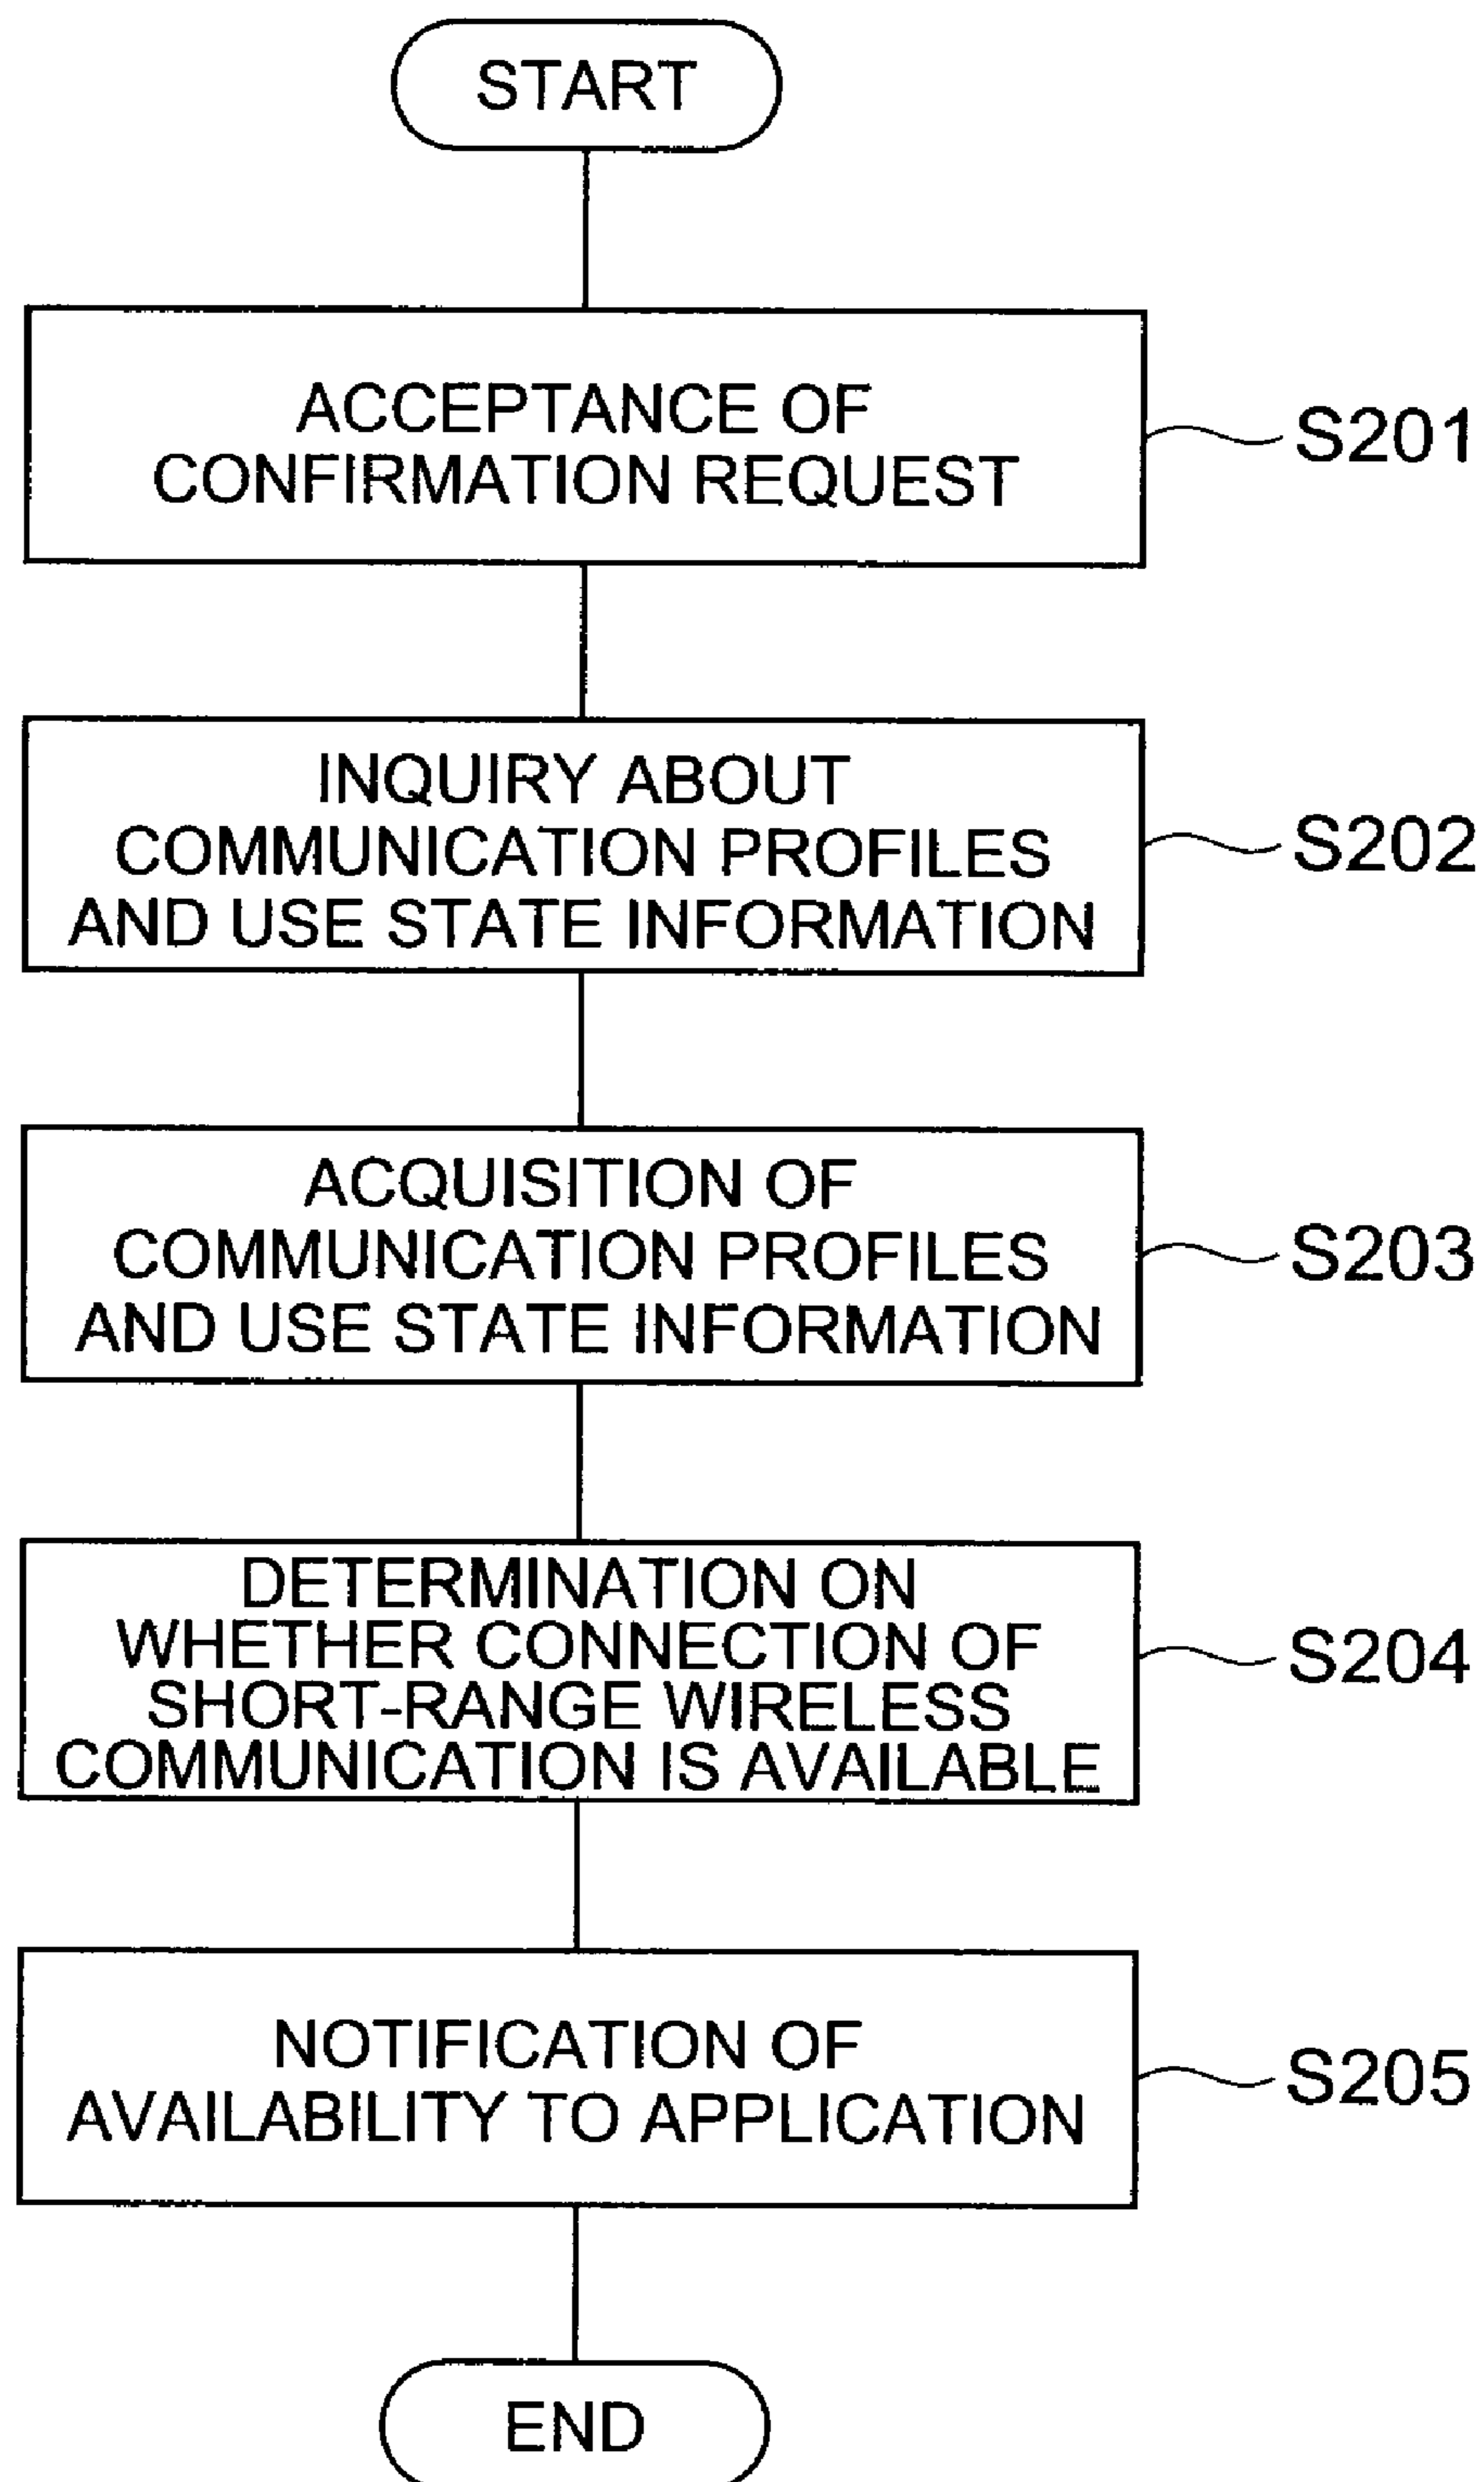 START
ACCEPTANCE OF
CONFIRMATION REQUEST
S201
INQUIRY ABOUT
COMMUNICATION PROFILES
AND USE STATE INFORMATION
S202
ACQUISITION OF
COMMUNICATION PROFILES
AND USE STATE INFORMATION
S203
DETERMINATION ON
WHETHER CONNECTION OF
SHORT-RANGE WIRELESS
COMMUNICATION IS AVAILABLE
S204
NOTIFICATION OF
AVAILABILITY TO APPLICATION
S205
END